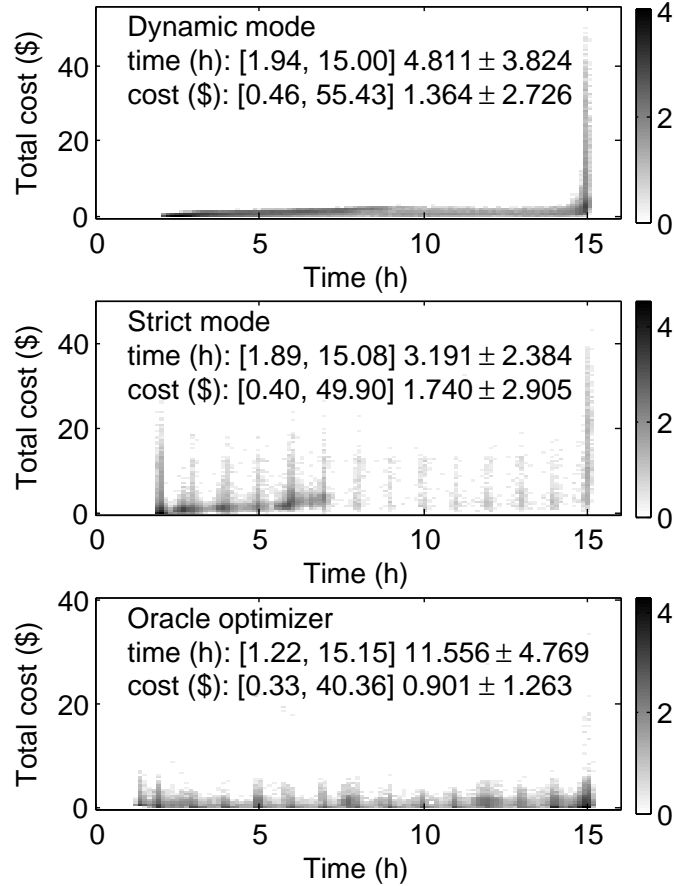 Dynamic mode
time (h): [1.94, 15.00] 4.811 ± 3.824
cost ($): [0.46, 55.43] 1.364 ± 2.726
Total cost ($)
40
20
0
0 5 10 15
Time (h)
4
2
0
Strict mode
time (h): [1.89, 15.08] 3.191 ± 2.384
cost ($): [0.40, 49.90] 1.740 ± 2.905
Total cost ($)
40
20
0
0 5 10 15
Time (h)
4
2
0
Oracle optimizer
time (h): [1.22, 15.15] 11.556 ± 4.769
cost ($): [0.33, 40.36] 0.901 ± 1.263
Total cost ($)
40
20
0
0 5 10 15
Time (h)
4
2
0